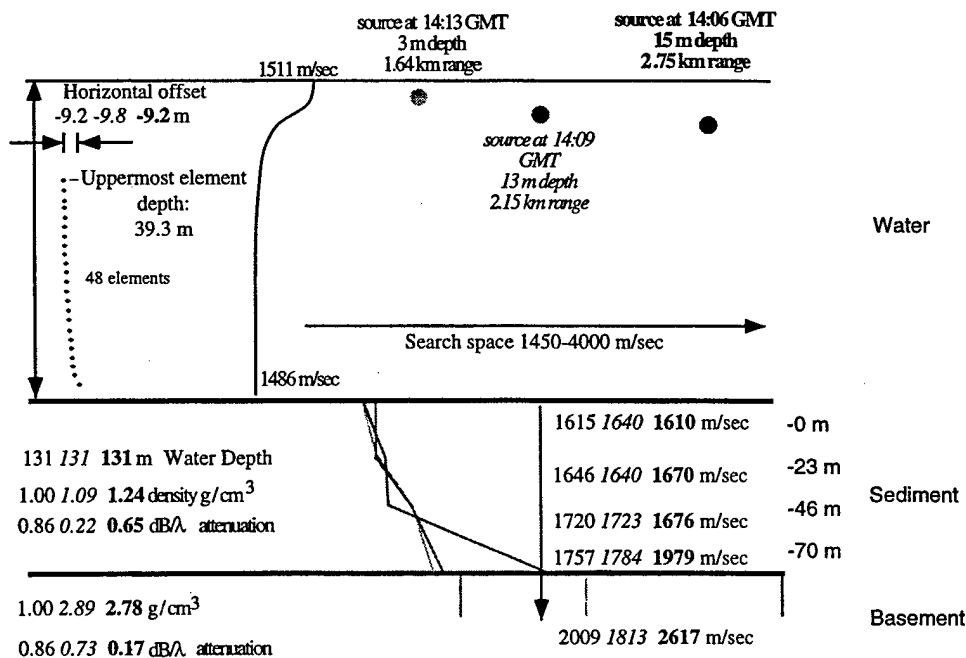 source at 14:13 GMT
3 m depth
1.64 km range
source at 14:06 GMT
15 m depth
2.75 km range
1511 m/sec
Horizontal offset
-9.2 -9.8 -9.2 m
source at 14:09
GMT
13 m depth
2.15 km range
Uppermost element
depth:
39.3 m
Water
48 elements
Search space 1450-4000 m/sec
1486 m/sec
1615 1640 1610 m/sec
-0 m
131 131 131 m Water Depth
1646 1640 1670 m/sec
-23 m
1.00 1.09 1.24 density g/cm³
Sediment
-46 m
0.86 0.22 0.65 dB/λ attenuation
1720 1723 1676 m/sec
1757 1784 1979 m/sec
-70 m
1.00 2.89 2.78 g/cm³
Basement
2009 1813 2617 m/sec
0.86 0.73 0.17 dB/λ attenuation